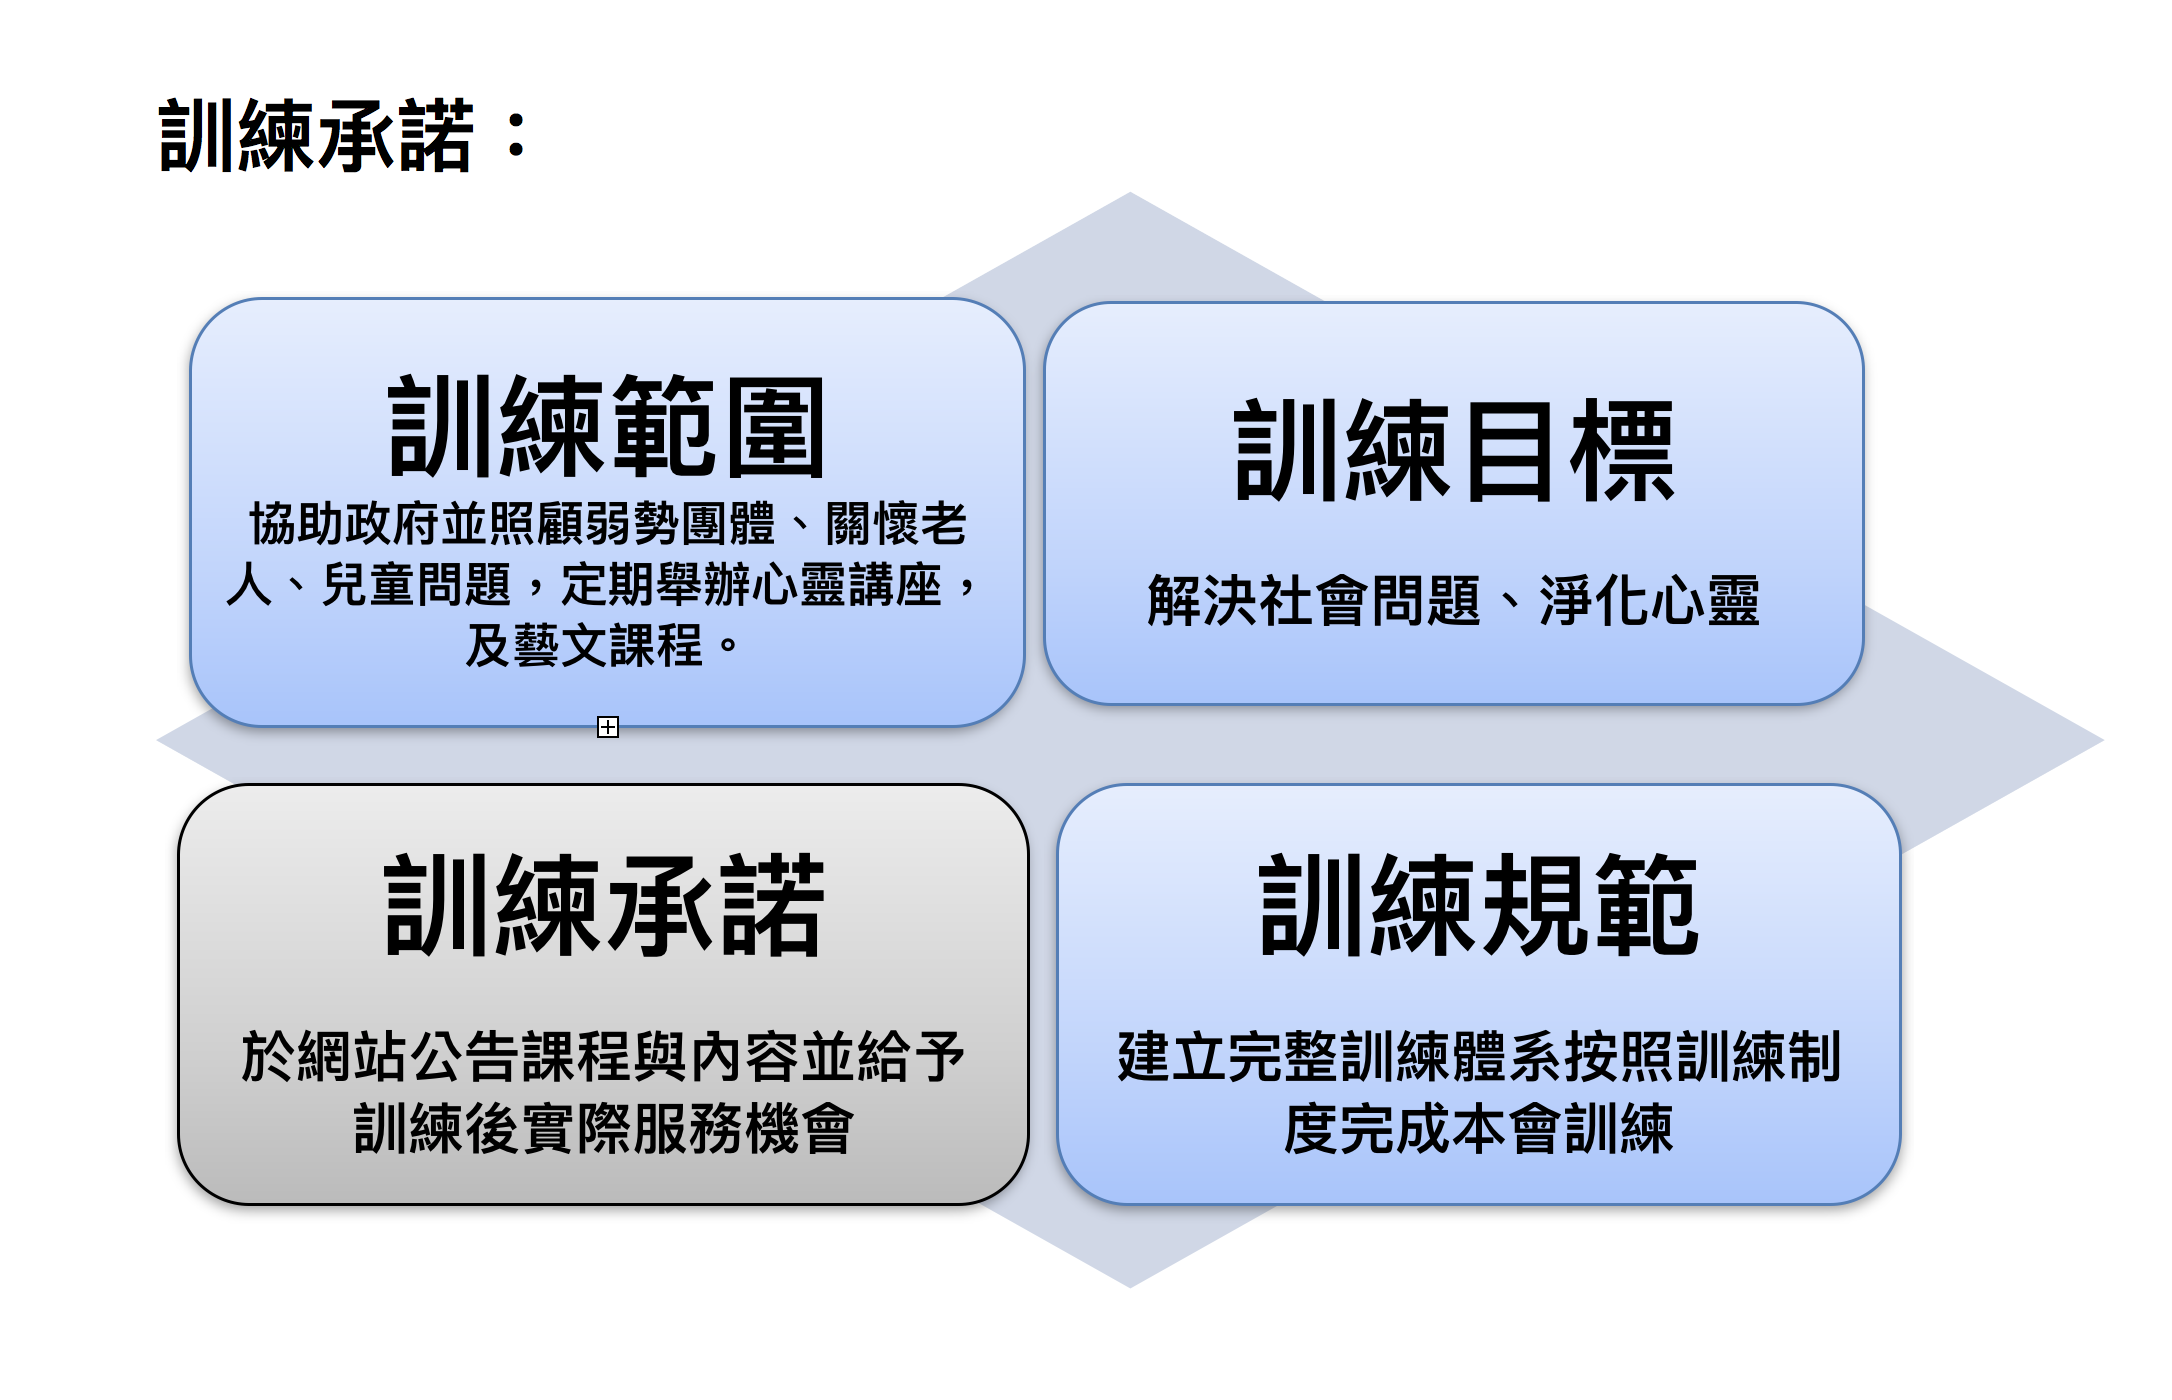 訓練承諾：
訓練範圍
協助政府並照顧弱勢團體、關懷老
人、兒童問題，定期舉辦心靈講座，
及藝文課程。
訓練目標
解決社會問題、淨化心靈
訓練承諾
於網站公告課程與內容並給予
訓練後實際服務機會
訓練規範
建立完整訓練體系按照訓練制
度完成本會訓練